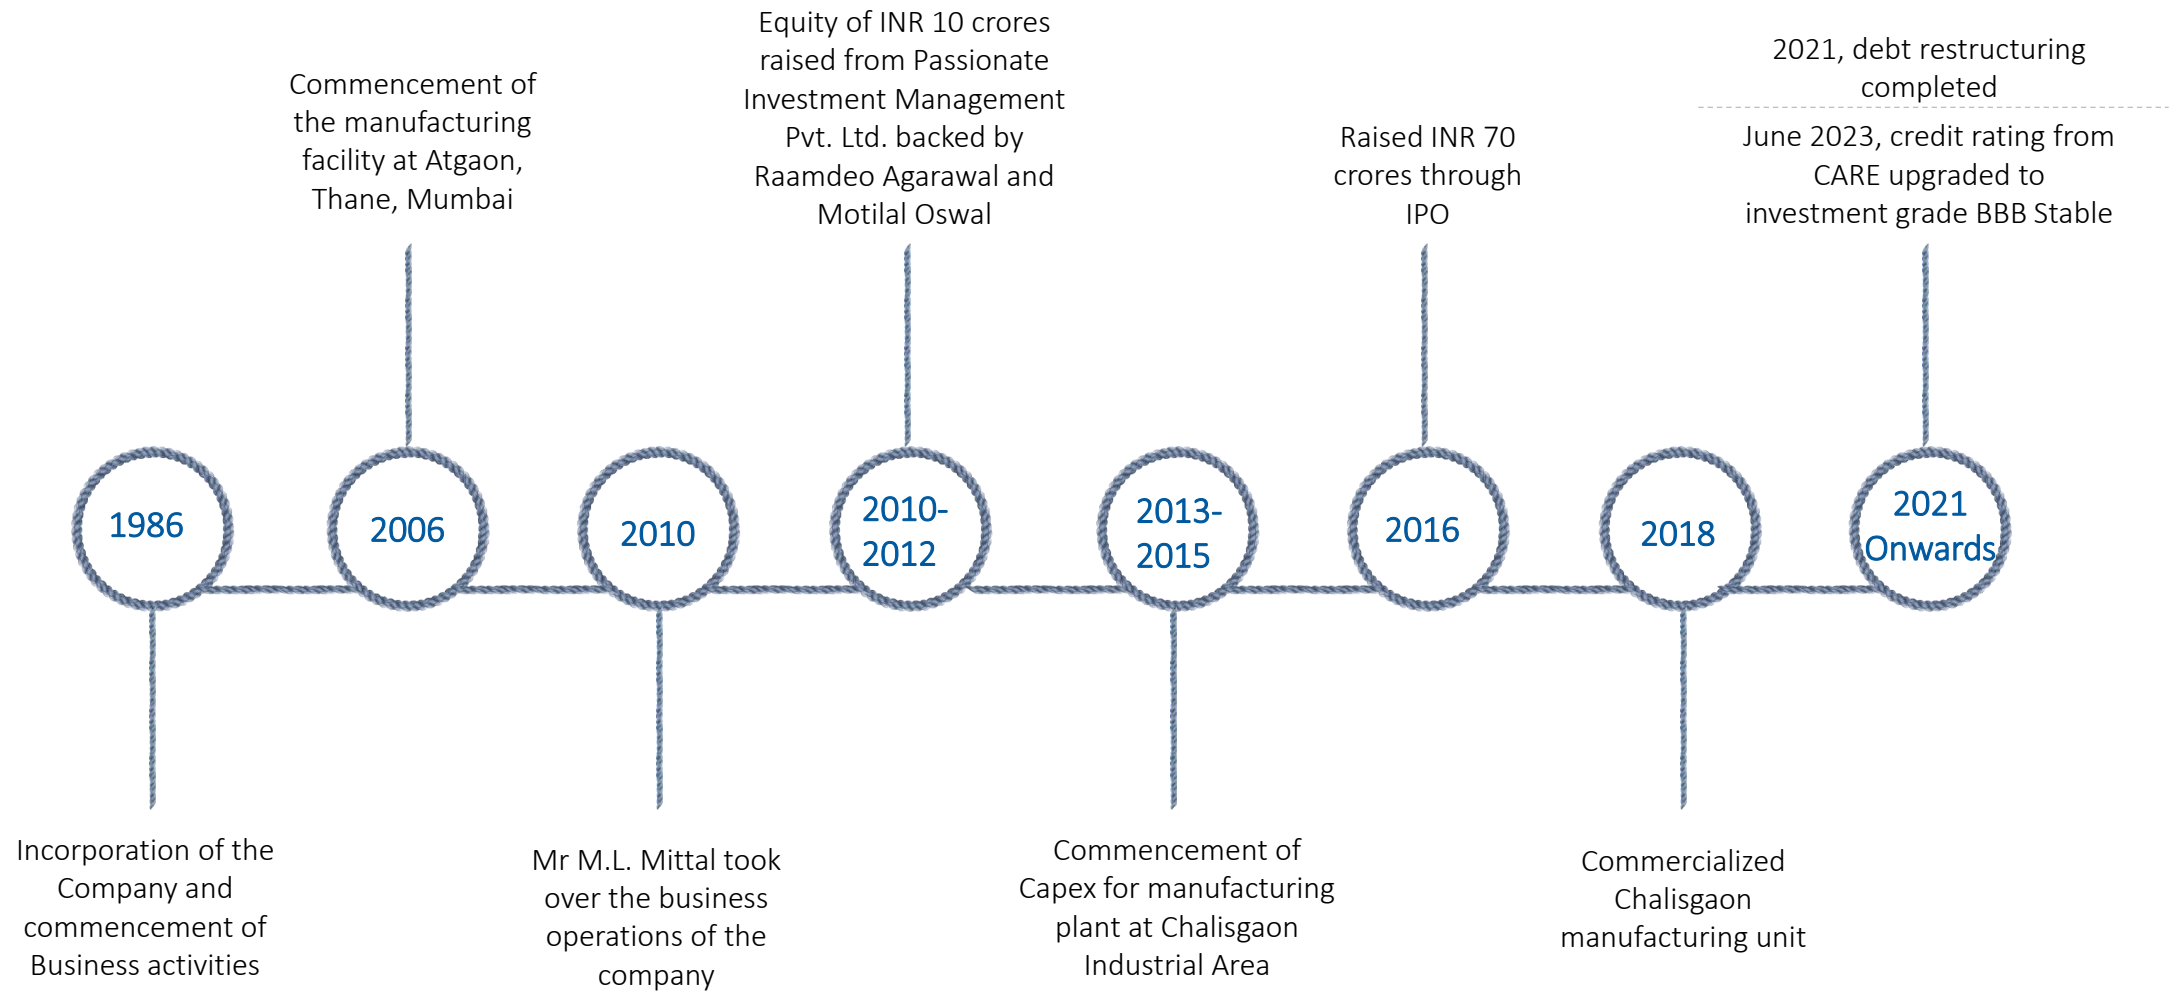 Commencement of
the manufacturing
facility at Atgaon,
Thane, Mumbai
Equity of INR 10 crores
raised from Passionate
Investment Management
Pvt. Ltd. backed by
Raamdeo Agarawal and
Motilal Oswal
Raised INR 70
crores through
IPO
2021, debt restructuring
completed
June 2023, credit rating from
CARE upgraded to
investment grade BBB Stable
1986
2006
2010
2010-
2012
2013-
2015
2016
2018
2021
Onwards
Incorporation of the
Company and
commencement of
Business activities
Mr M.L. Mittal took
over the business
operations of the
company
Commencement of
Capex for manufacturing
plant at Chalisgaon
Industrial Area
Commercialized
Chalisgaon
manufacturing unit